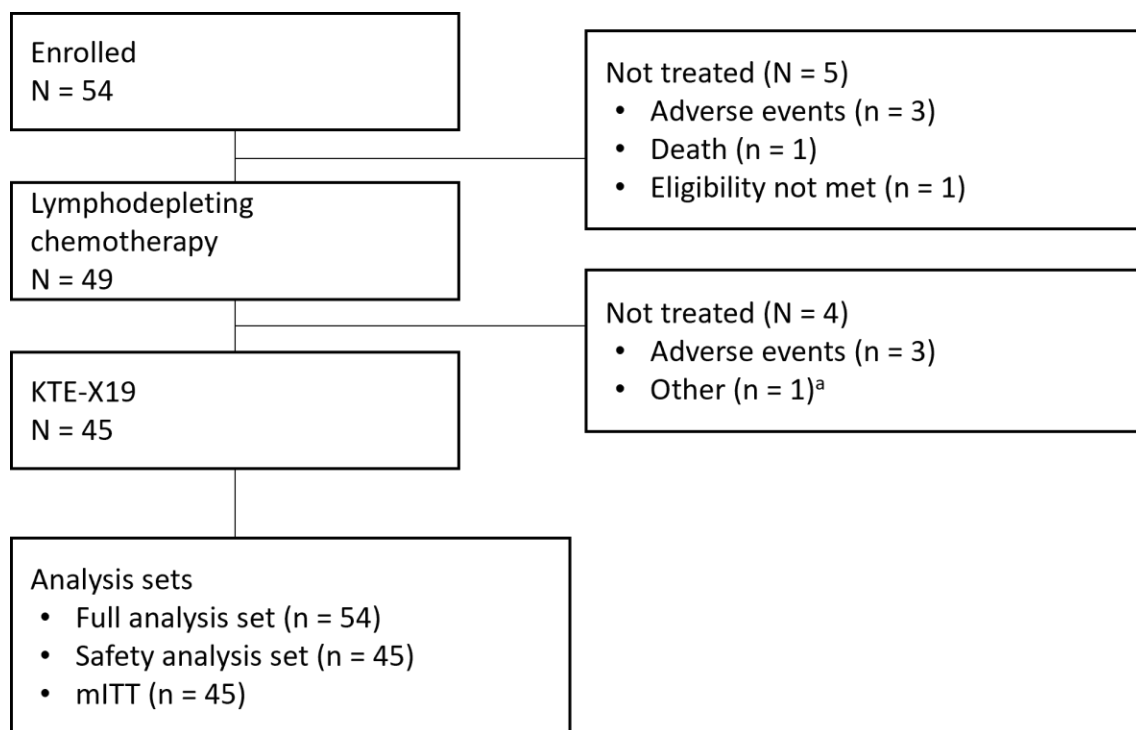 Enrolled
N = 54
Not treated (N = 5)
• Adverse events (n = 3)
• Death (n = 1)
• Eligibility not met (n = 1)
Lymphodepleting
chemotherapy
N = 49
Not treated (N = 4)
• Adverse events (n = 3)
• Other (n = 1)ᵃ
KTE-X19
N = 45
Analysis sets
• Full analysis set (n = 54)
• Safety analysis set (n = 45)
• mITT (n = 45)